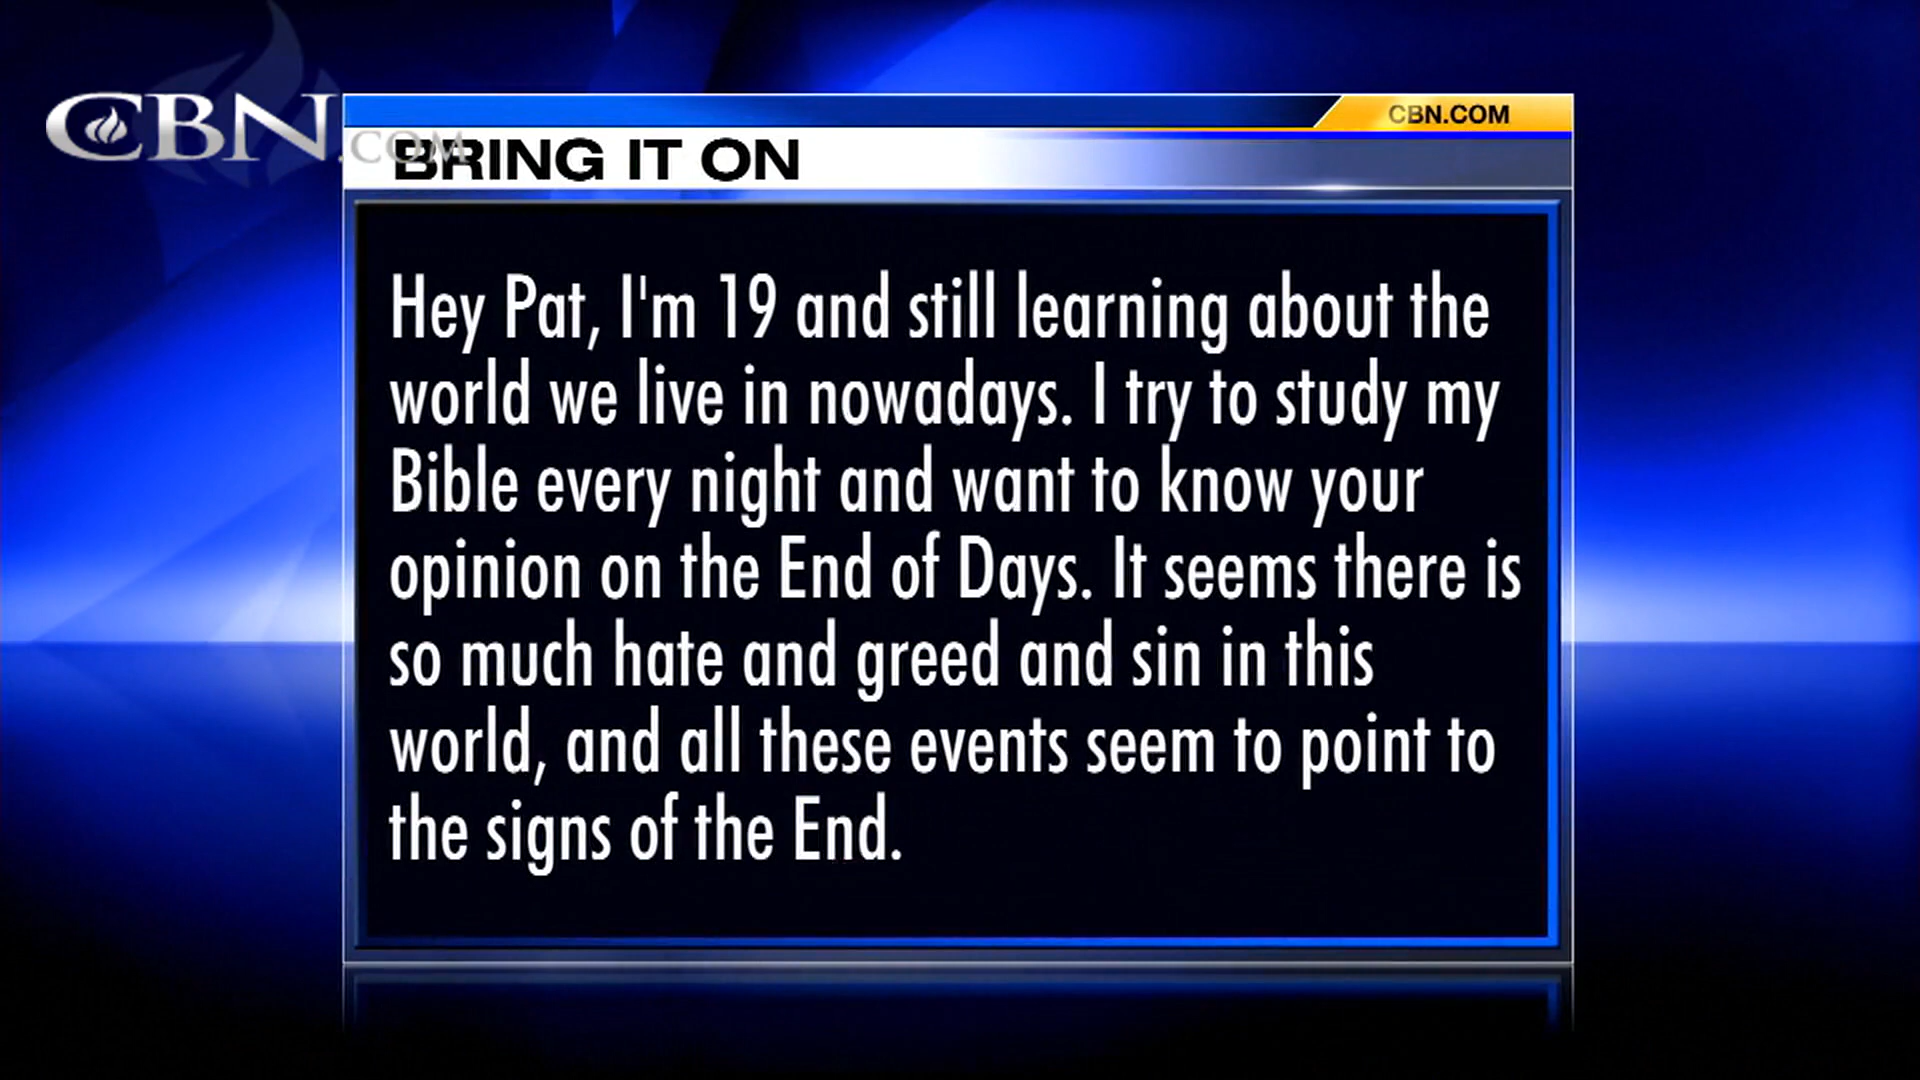 CBN.COM
CBN.COM
BRING IT ON
Hey Pat, I'm 19 and still learning about the
world we live in nowadays. I try to study my
Bible every night and want to know your
opinion on the End of Days. It seems there is
so much hate and greed and sin in this
world, and all these events seem to point to
the signs of the End.